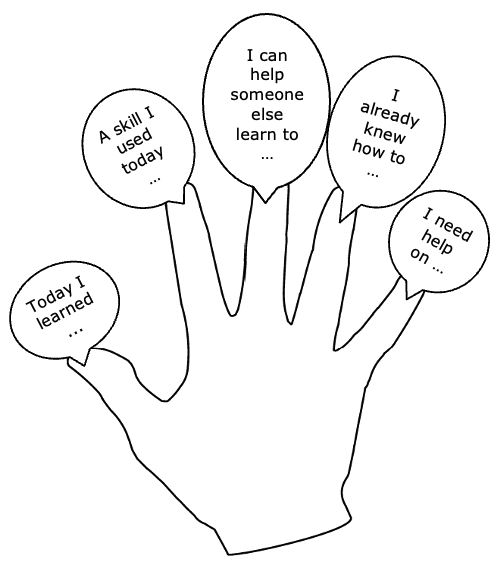 Today I
learned
...
A skill I
used
today
...
I can
help
someone
else
learn to
...
I
already
knew
how to
...
I need
help
on ...